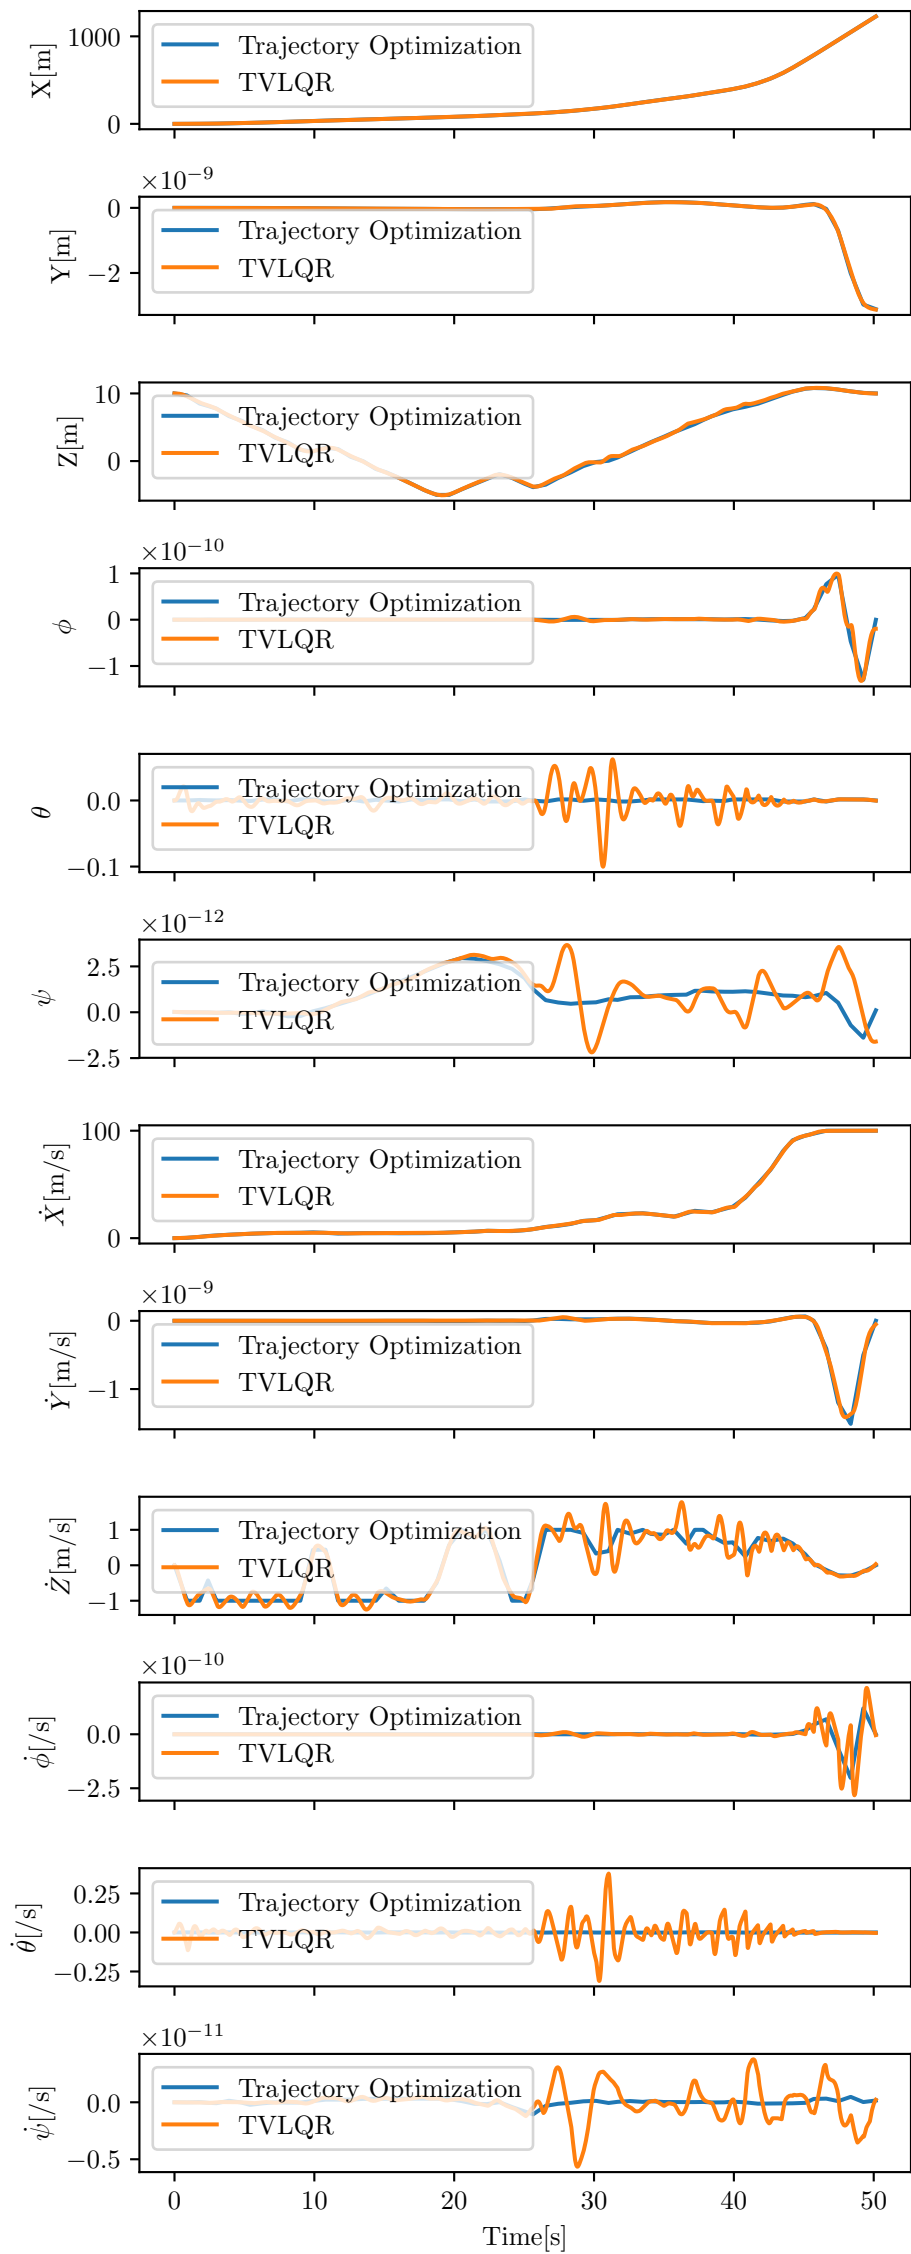 1000
0
X[m]
Trajectory Optimization
TVLQR
×10⁻⁹
0
−2
Y[m]
Trajectory Optimization
TVLQR
10
0
Z[m]
Trajectory Optimization
TVLQR
×10⁻¹⁰
1
0
−1
ϕ
Trajectory Optimization
TVLQR
0.0
−0.1
θ
Trajectory Optimization
TVLQR
×10⁻¹²
2.5
0.0
−2.5
ψ
Trajectory Optimization
TVLQR
100
0
Ẋ[m/s]
Trajectory Optimization
TVLQR
×10⁻⁹
0
−1
Ẏ[m/s]
Trajectory Optimization
TVLQR
1
0
−1
Ż[m/s]
Trajectory Optimization
TVLQR
×10⁻¹⁰
0.0
−2.5
ϕ̇[/s]
Trajectory Optimization
TVLQR
0.25
0.00
−0.25
θ̇[/s]
Trajectory Optimization
TVLQR
×10⁻¹¹
0.0
−0.5
ψ̇[/s]
Trajectory Optimization
TVLQR
0 10 20 30 40 50
Time[s]